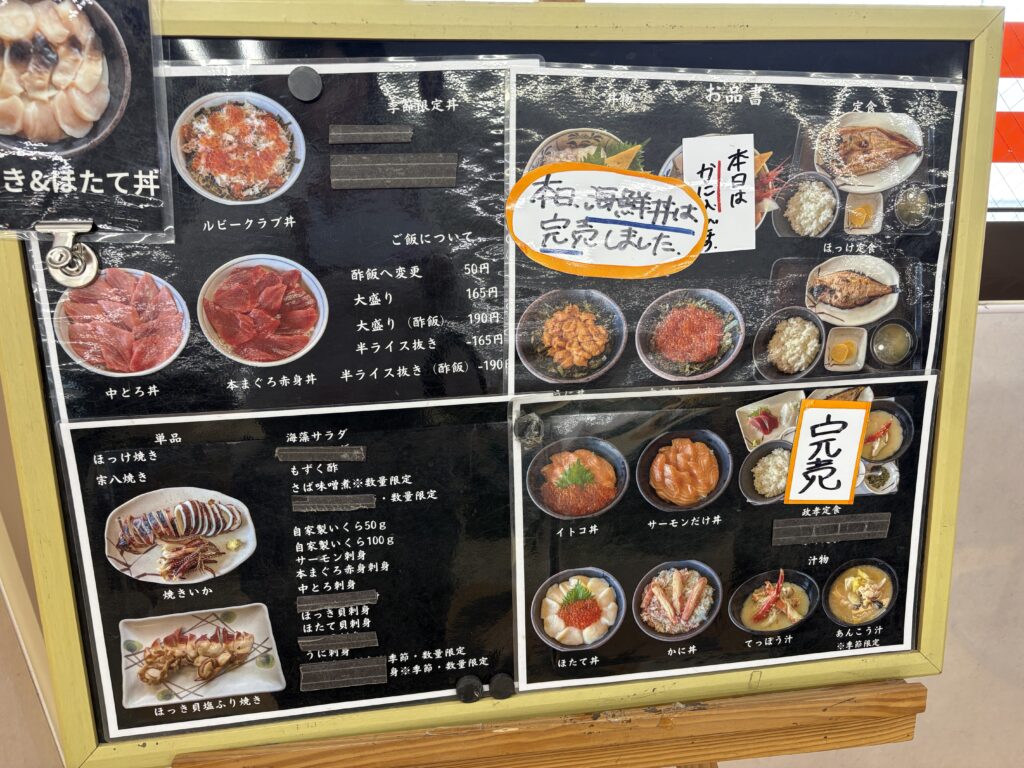 き&ほたて丼
季節限定丼
ルビークラブ丼
ご飯について
酢飯へ変更 50円
大盛り 165円
大盛り（酢飯） 190円
半ライス抜き -165円
半ライス抜き（酢飯） -190
中とろ丼
本まぐろ赤身丼
丼物
お品書
定食
本日は
かに
本日、海鮮丼は
完売しました。
ほっけ定食
単品
ほっけ焼き
宗八焼き
焼きいか
ほっき貝塩ふり焼き
海藻サラダ
もずく酢
さば味噌煮※数量限定
・数量限定
自家製いくら50g
自家製いくら100g
サーモン刺身
本まぐろ赤身刺身
中とろ刺身
ほっき貝刺身
ほたて貝刺身
うに刺身
季節・数量限定
身※季節・数量限定
イトコ丼
サーモンだけ丼
完売
政孝定食
汁物
ほたて丼
かに丼
てっぽう汁
あんこう汁
※季節限定